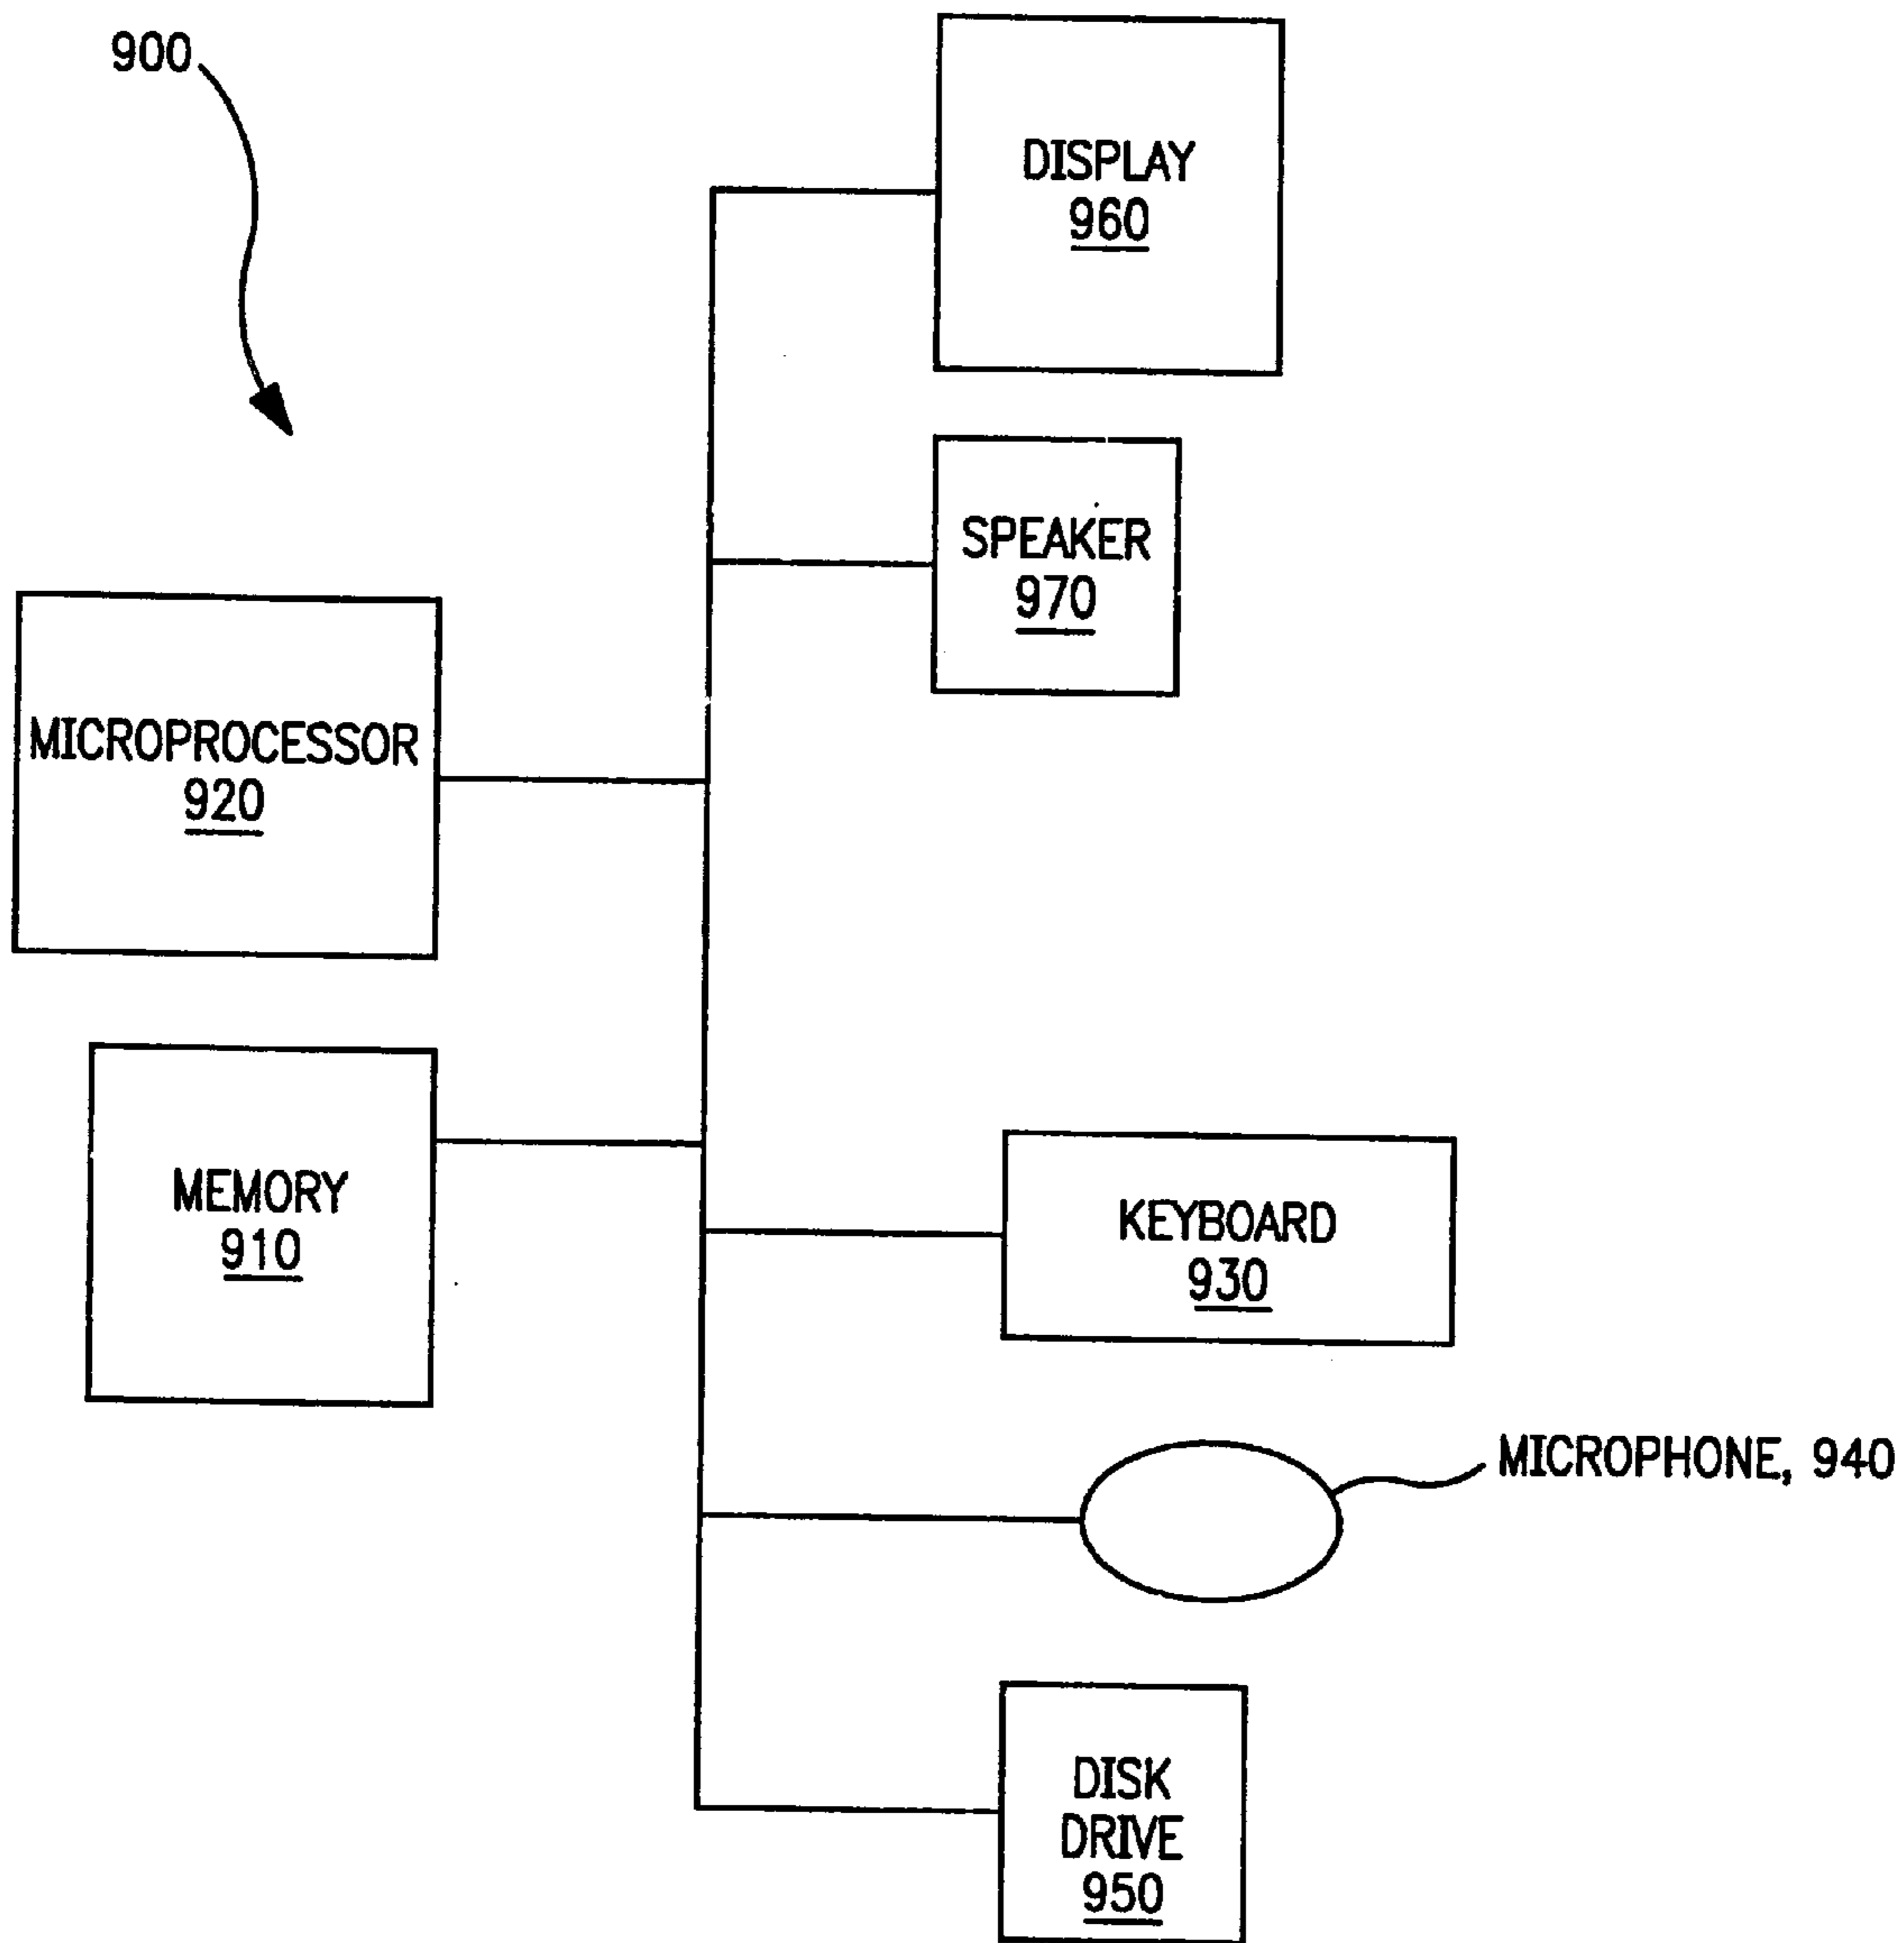 900
DISPLAY
960
SPEAKER
970
MICROPROCESSOR
920
MEMORY
910
KEYBOARD
930
MICROPHONE, 940
DISK
DRIVE
950